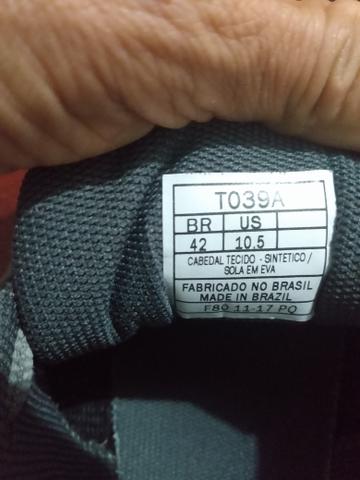 T039A
BR US
42 10.5
CABEDAL TECIDO - SINTETICO /
SOLA EM EVA
FABRICADO NO BRASIL
MADE IN BRAZIL
F80 11-17 PQ